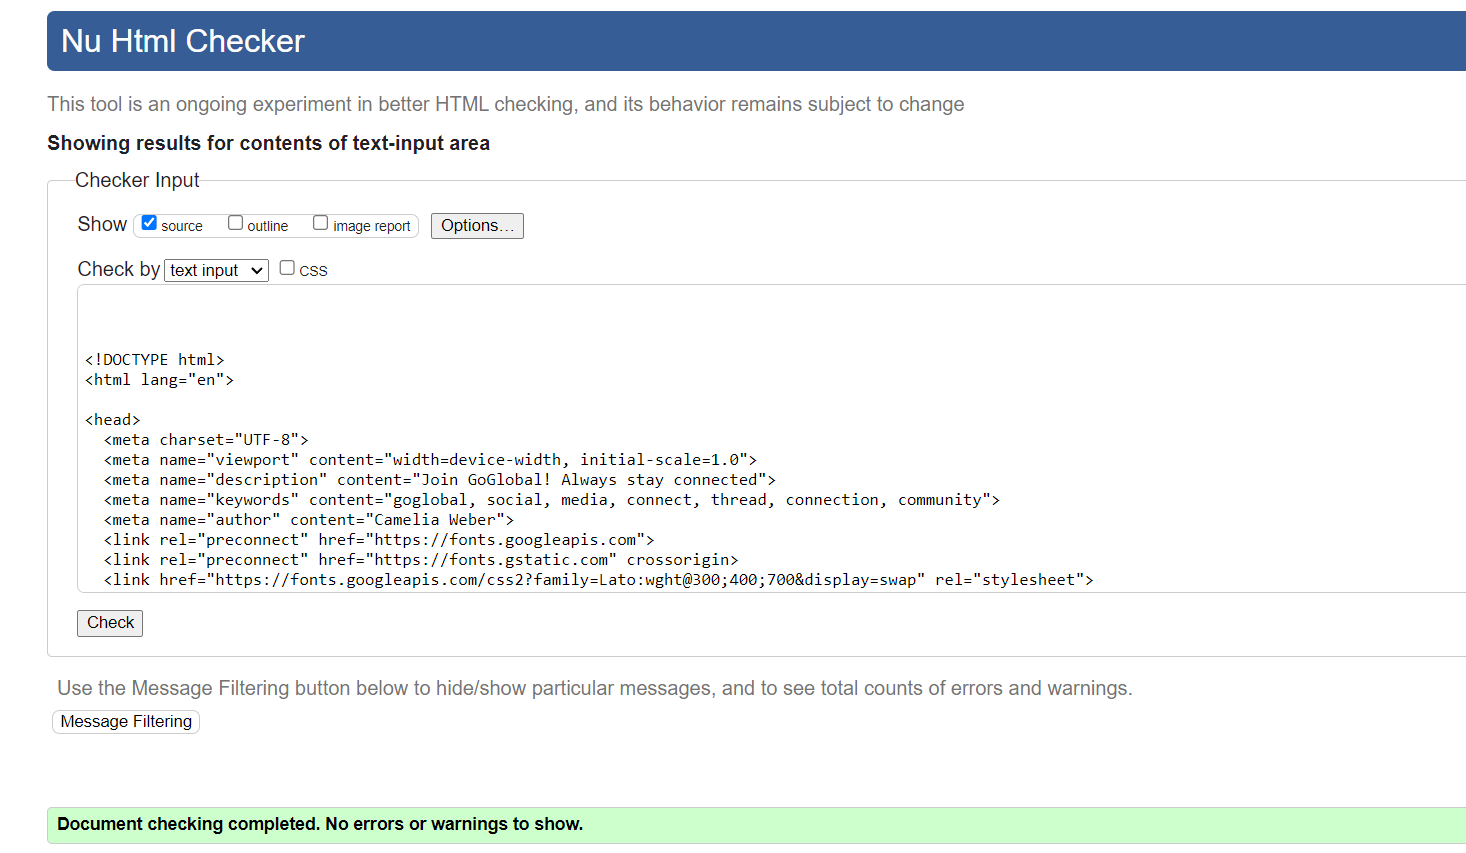 Nu Html Checker
This tool is an ongoing experiment in better HTML checking, and its behavior remains subject to change
Showing results for contents of text-input area
Checker Input
Show source outline image report Options...
Check by text input CSS
<!DOCTYPE html>
<html lang="en">
<head>
<meta charset="UTF-8">
<meta name="viewport" content="width=device-width, initial-scale=1.0">
<meta name="description" content="Join GoGlobal! Always stay connected">
<meta name="keywords" content="goglobal, social, media, connect, thread, connection, community">
<meta name="author" content="Camelia Weber">
<link rel="preconnect" href="https://fonts.googleapis.com">
<link rel="preconnect" href="https://fonts.gstatic.com" crossorigin>
<link href="https://fonts.googleapis.com/css2?family=Lato:wght@300;400;700&display=swap" rel="stylesheet">
Check
Use the Message Filtering button below to hide/show particular messages, and to see total counts of errors and warnings.
Message Filtering
Document checking completed. No errors or warnings to show.